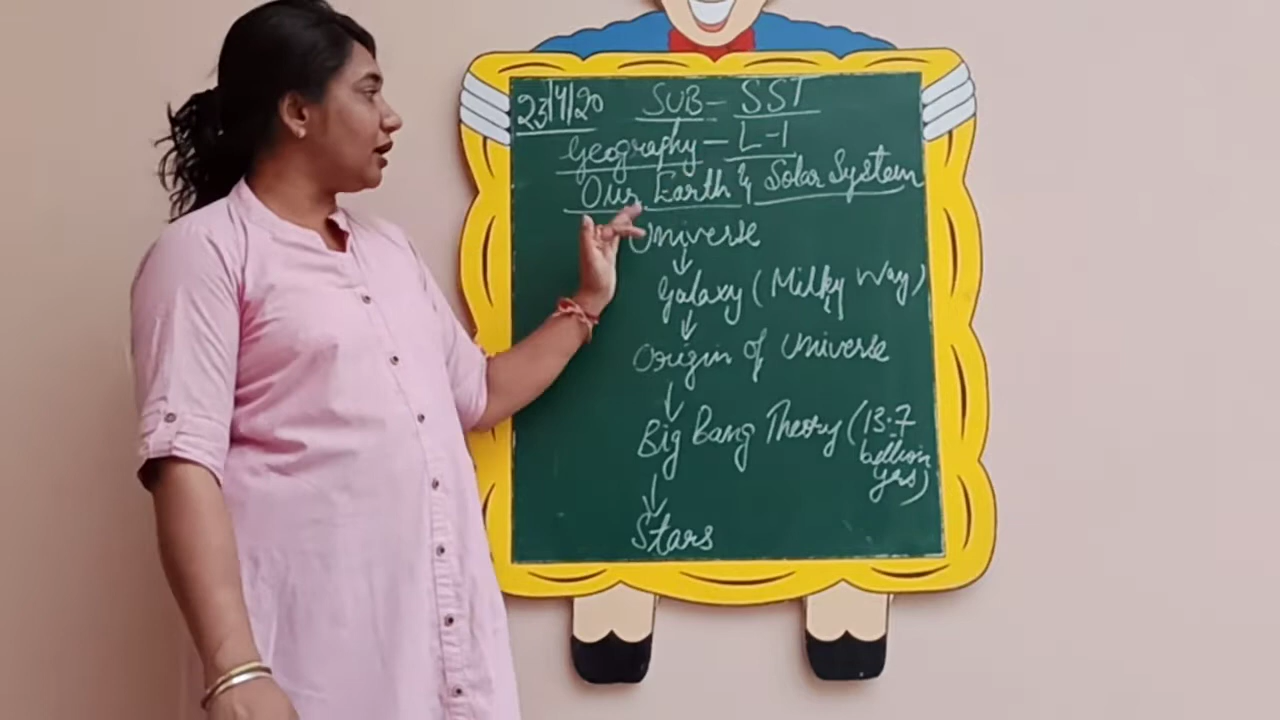 23/4/20 SUB- SST
Geography - L-1
Our Earth & Solar System
Universe
↓
Galaxy (Milky Way)
↓
Origin of Universe
↓
Big Bang Theory (13.7
billion
yrs)
↓
Stars